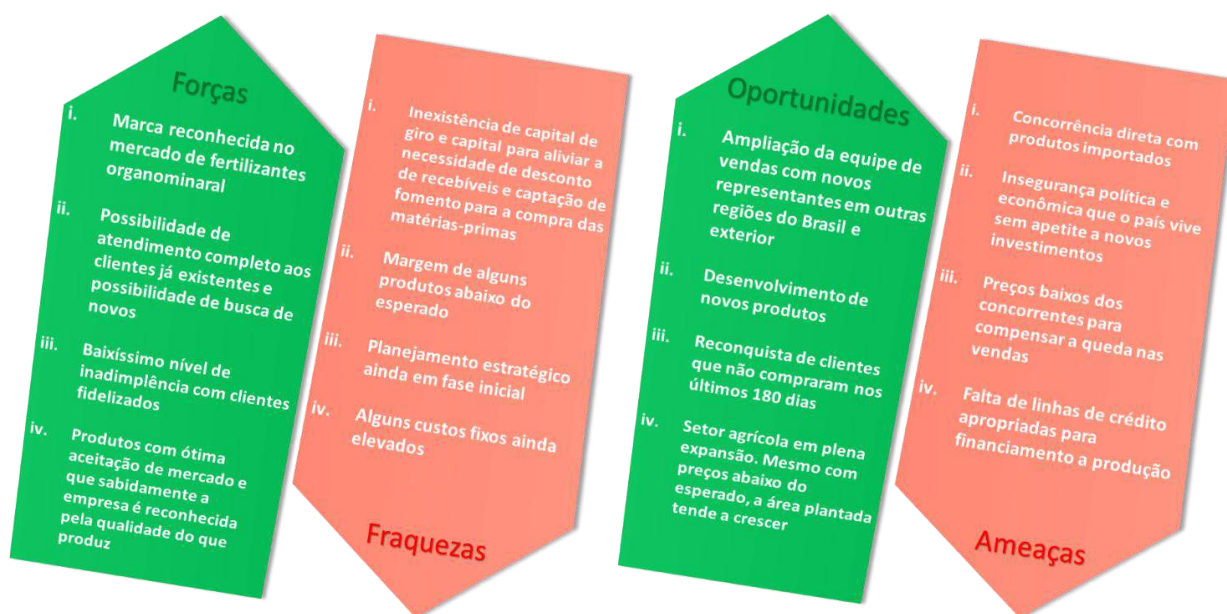 Forças
i. Marca reconhecida no
mercado de fertilizantes
organominaral
ii. Possibilidade de
atendimento completo aos
clientes já existentes e
possibilidade de busca de
novos
iii. Baixíssimo nível de
inadimplência com clientes
fidelizados
iv. Produtos com ótima
aceitação de mercado e
que sabidamente a
empresa é reconhecida
pela qualidade do que
produz
i. Inexistência de capital de
giro e capital para aliviar a
necessidade de desconto
de recebíveis e captação de
fomento para a compra das
matérias-primas
ii. Margem de alguns
produtos abaixo do
esperado
iii. Planejamento estratégico
ainda em fase inicial
iv. Alguns custos fixos ainda
elevados
Fraquezas
Oportunidades
i. Ampliação da equipe de
vendas com novos
representantes em outras
regiões do Brasil e
exterior
ii. Desenvolvimento de
novos produtos
iii. Reconquista de clientes
que não compraram nos
últimos 180 dias
iv. Setor agrícola em plena
expansão. Mesmo com
preços abaixo do
esperado, a área plantada
tende a crescer
i. Concorrência direta com
produtos importados
ii. Insegurança política e
econômica que o país vive
sem apetite a novos
investimentos
iii. Preços baixos dos
concorrentes para
compensar a queda nas
vendas
iv. Falta de linhas de crédito
apropriadas para
financiamento a produção
Ameaças